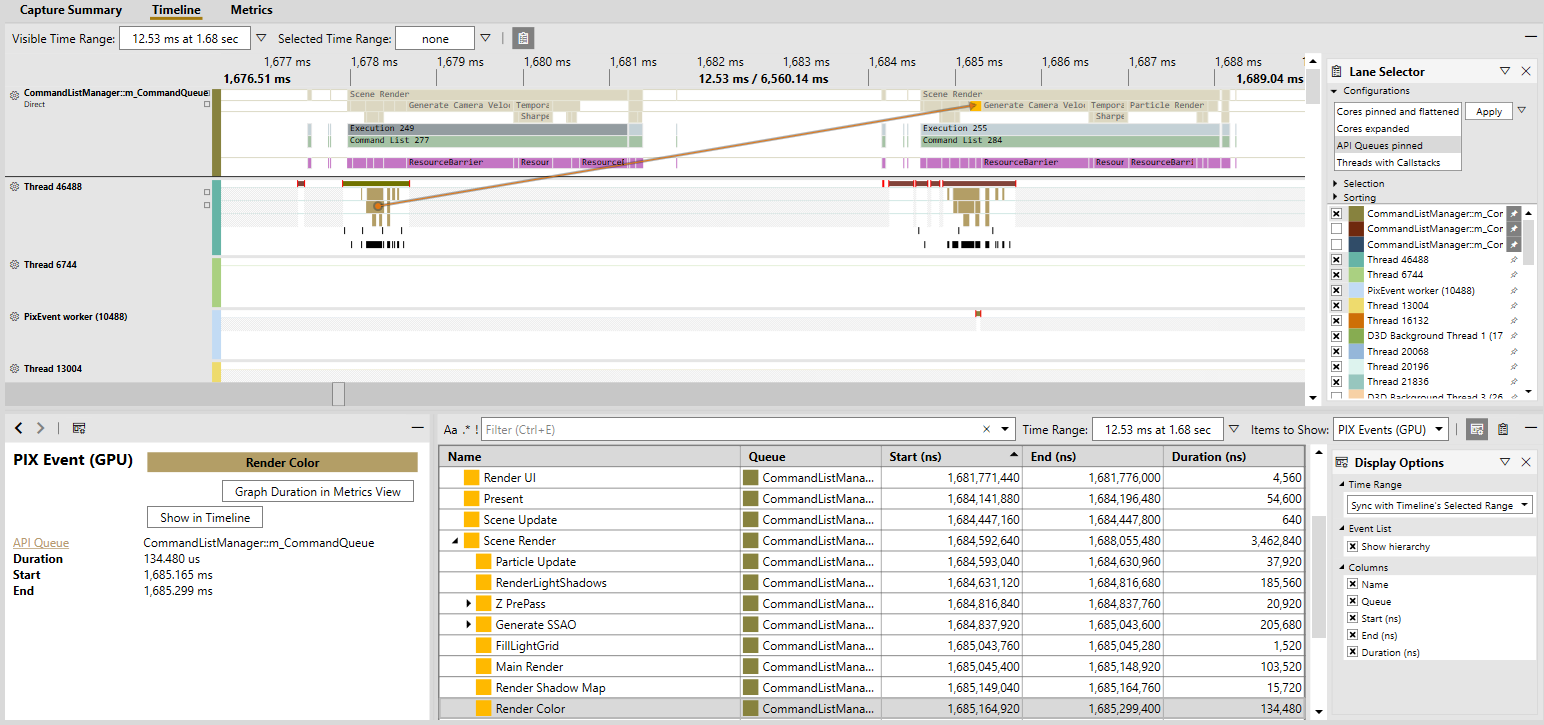 Capture Summary Timeline Metrics
Visible Time Range: 12.53 ms at 1.68 sec Selected Time Range: none
1,677 ms 1,678 ms 1,679 ms 1,680 ms 1,681 ms 1,682 ms 1,683 ms 1,684 ms 1,685 ms 1,686 ms 1,687 ms 1,688 ms
1,676.51 ms 12.53 ms / 6,560.14 ms 1,689.04 ms
CommandListManager::m_CommandQueue
Direct
Scene Render Scene Render
Generate Camera Veloc Tempora Generate Camera Veloc Tempora Particle Render
Sharpe Sharpe
Execution 249 Execution 255
Command List 277 Command List 284
ResourceBarrier Resour ResourceB ResourceBarrier Resour ResourceBarri
Thread 46488
Thread 6744
PixEvent worker (10488)
Thread 13004
Lane Selector
Configurations
Cores pinned and flattened Apply
Cores expanded
API Queues pinned
Threads with Callstacks
Selection
Sorting
CommandListManager::m_Cor
CommandListManager::m_Cor
CommandListManager::m_Cor
Thread 46488
Thread 6744
PixEvent worker (10488)
Thread 13004
Thread 16132
D3D Background Thread 1 (17
Thread 20068
Thread 20196
Thread 21836
D3D Background Thread 3 (26
PIX Event (GPU) Render Color
Graph Duration in Metrics View
Show in Timeline
API Queue CommandListManager::m_CommandQueue
Duration 134.480 us
Start 1,685.165 ms
End 1,685.299 ms
Aa .* ! Filter (Ctrl+E) Time Range: 12.53 ms at 1.68 sec Items to Show: PIX Events (GPU)
Name Queue Start (ns) End (ns) Duration (ns)
Render UI CommandListMana... 1,681,771,440 1,681,776,000 4,560
Present CommandListMana... 1,684,141,880 1,684,196,480 54,600
Scene Update CommandListMana... 1,684,447,160 1,684,447,800 640
Scene Render CommandListMana... 1,684,592,640 1,688,055,480 3,462,840
Particle Update CommandListMana... 1,684,593,040 1,684,630,960 37,920
RenderLightShadows CommandListMana... 1,684,631,120 1,684,816,680 185,560
Z PrePass CommandListMana... 1,684,816,840 1,684,837,760 20,920
Generate SSAO CommandListMana... 1,684,837,920 1,685,043,600 205,680
FillLightGrid CommandListMana... 1,685,043,760 1,685,045,280 1,520
Main Render CommandListMana... 1,685,045,400 1,685,148,920 103,520
Render Shadow Map CommandListMana... 1,685,149,040 1,685,164,760 15,720
Render Color CommandListMana... 1,685,164,920 1,685,299,400 134,480
Display Options
Time Range
Sync with Timeline's Selected Range
Event List
Show hierarchy
Columns
Name
Queue
Start (ns)
End (ns)
Duration (ns)